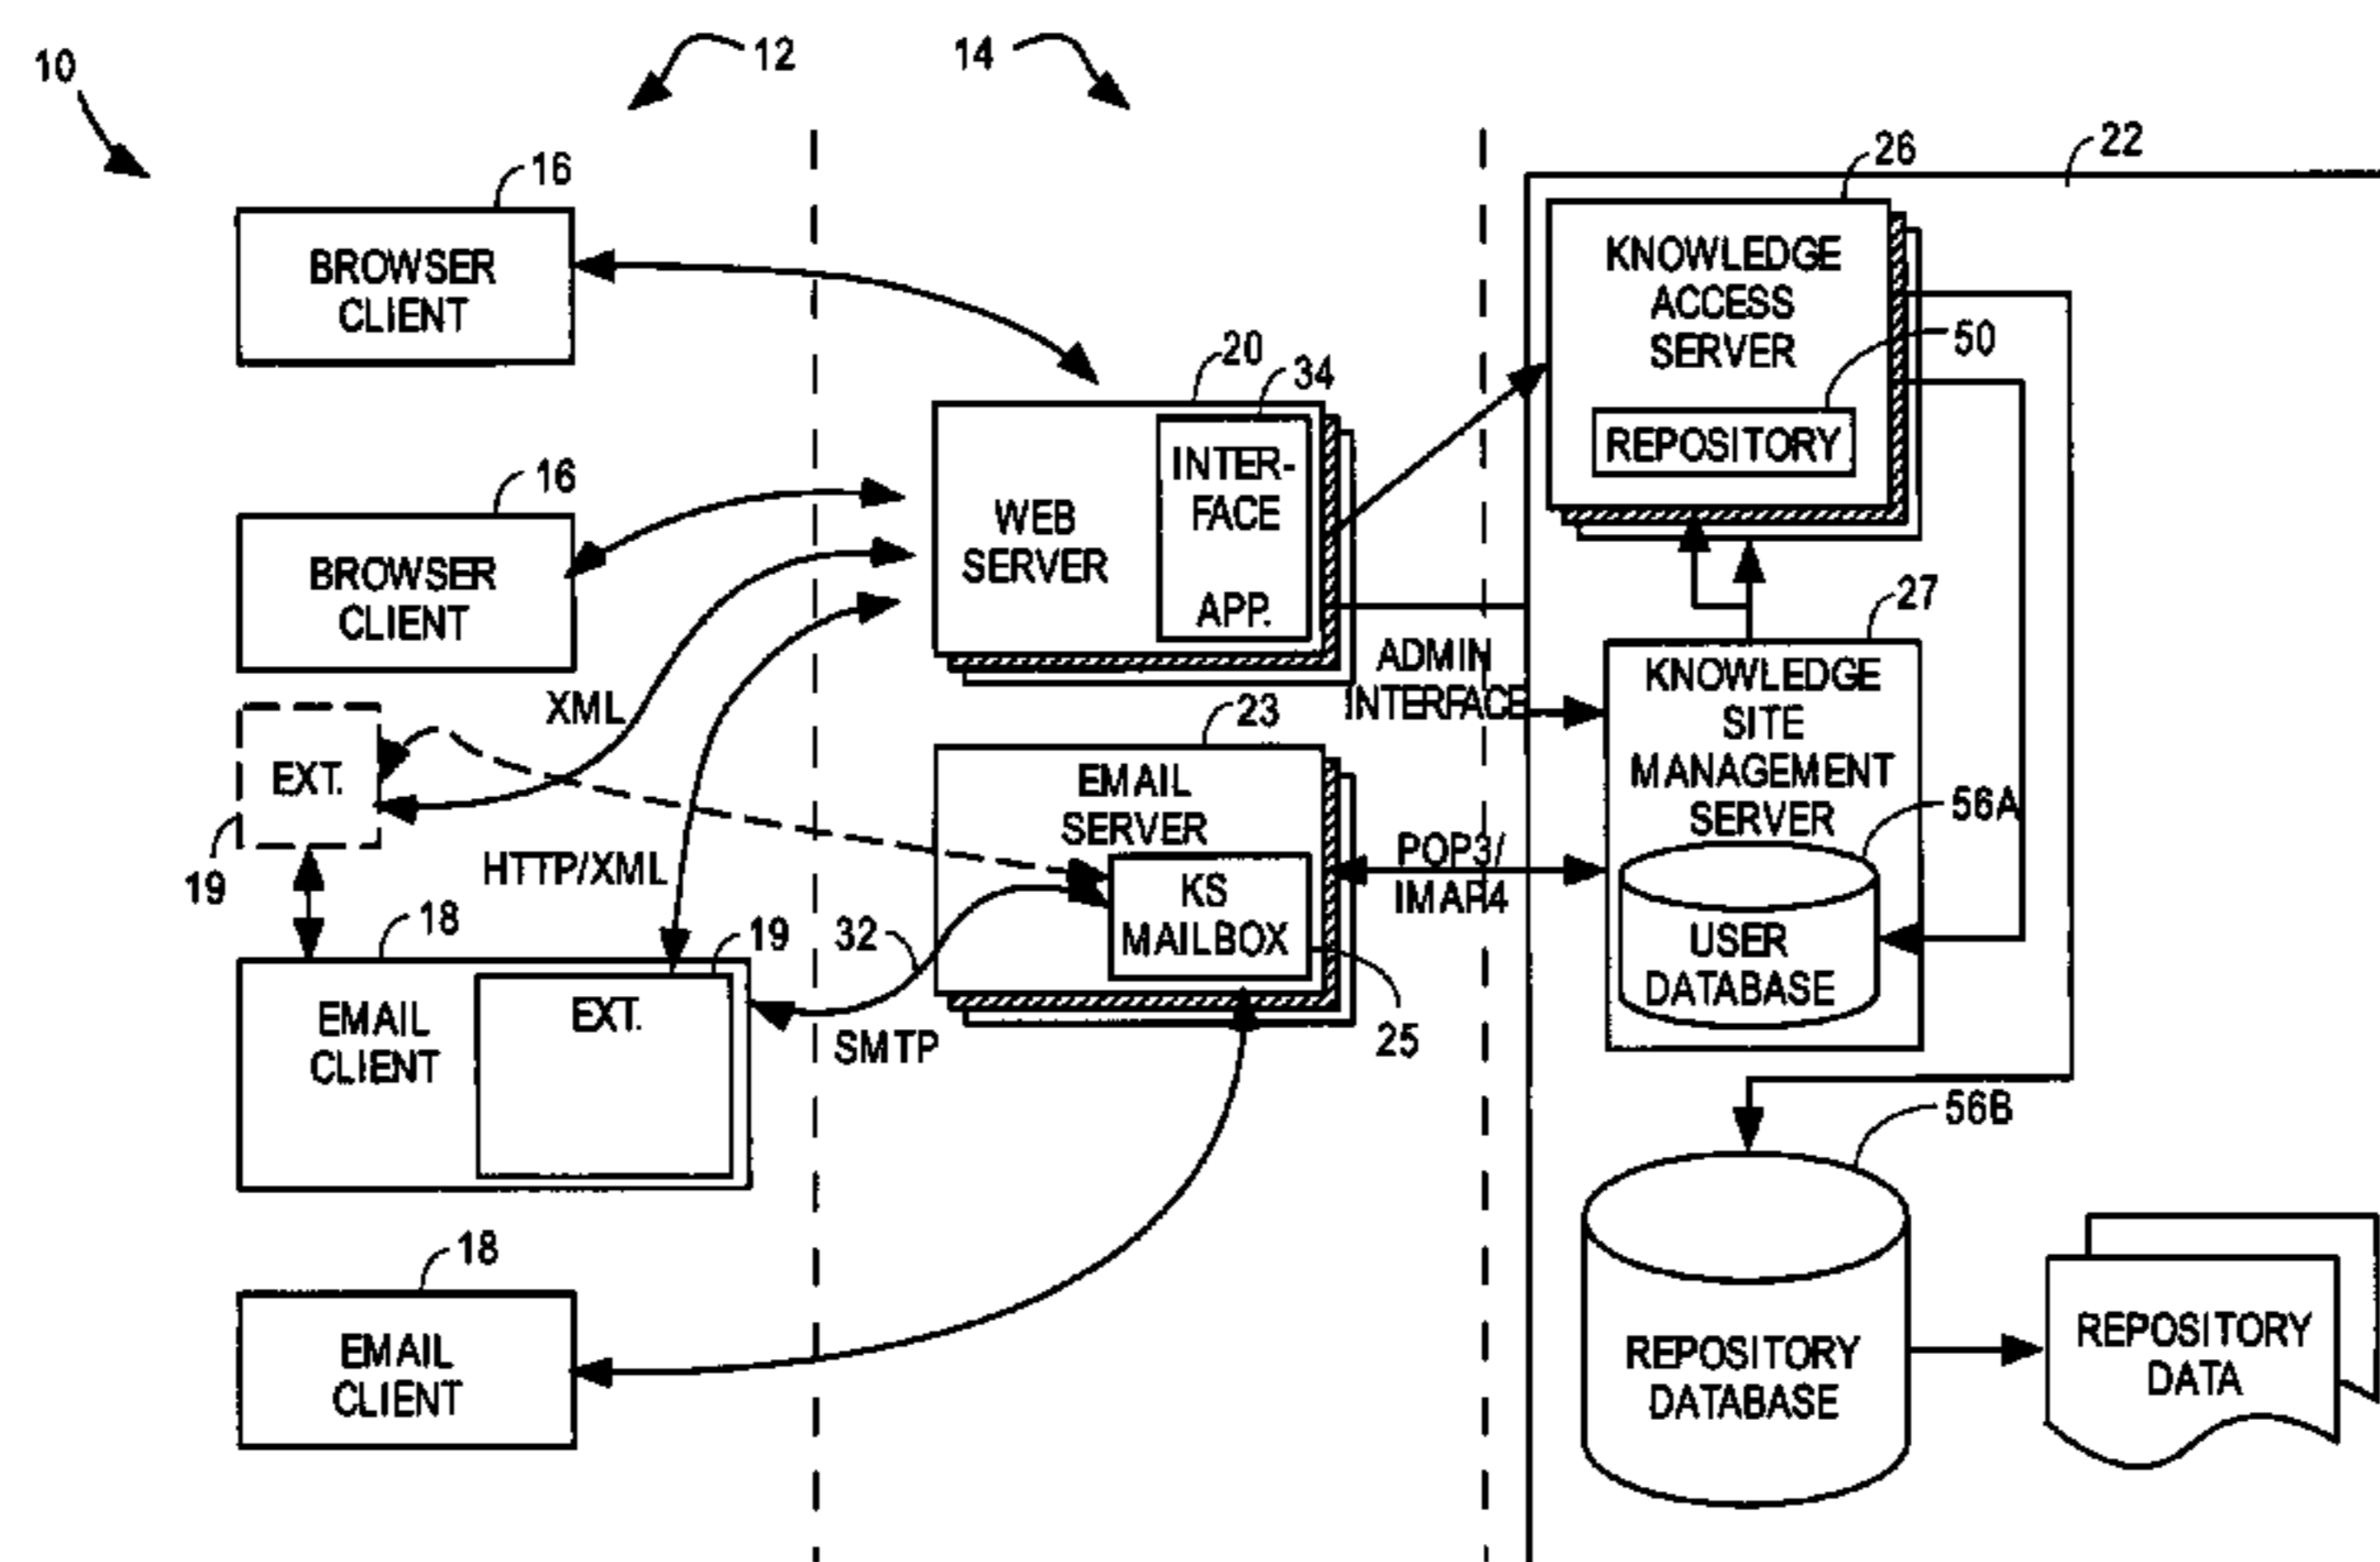 10
12
14
16
BROWSER
CLIENT
16
BROWSER
CLIENT
XML
EXT.
19
HTTP/XML
18
19
EMAIL
CLIENT
EXT.
32
SMTP
18
EMAIL
CLIENT
20
34
WEB
SERVER
INTER-
FACE
APP.
23
EMAIL
SERVER
KS
MAILBOX
25
ADMIN
INTERFACE
POP3/
IMAP4
22
26
KNOWLEDGE
ACCESS
SERVER
50
REPOSITORY
27
KNOWLEDGE
SITE
MANAGEMENT
SERVER
56A
USER
DATABASE
56B
REPOSITORY
DATABASE
REPOSITORY
DATA